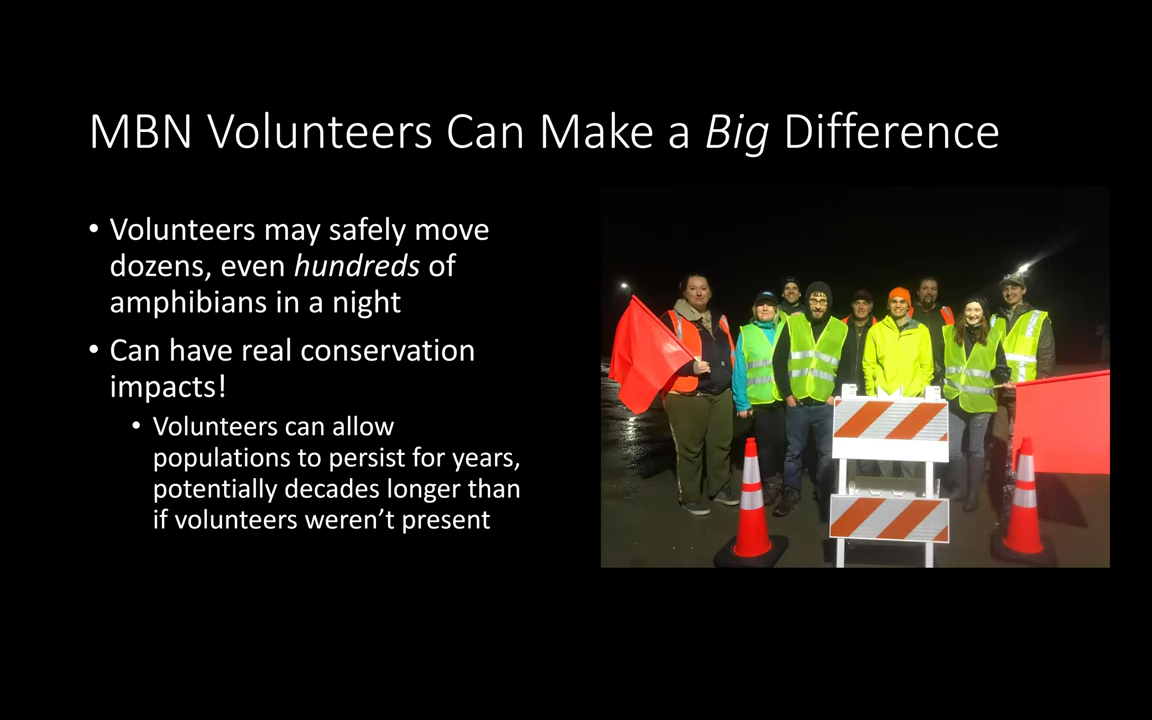 MBN Volunteers Can Make a Big Difference
• Volunteers may safely move
dozens, even hundreds of
amphibians in a night
• Can have real conservation
impacts!
• Volunteers can allow
populations to persist for years,
potentially decades longer than
if volunteers weren’t present